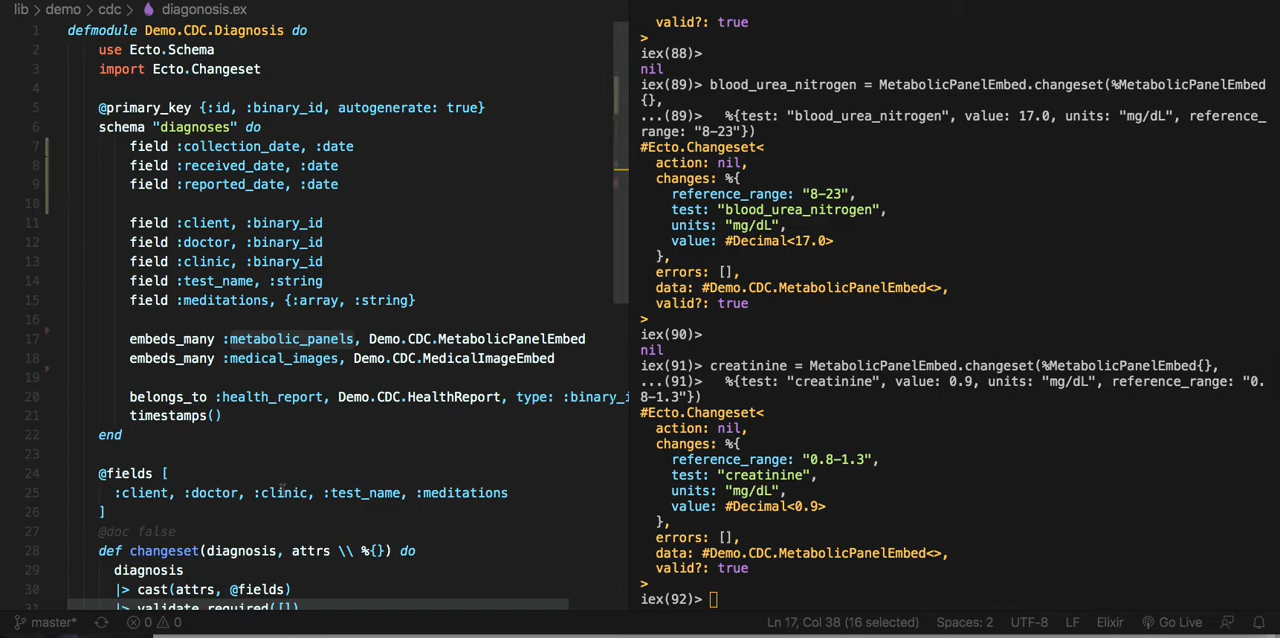 lib > demo > cdc > diagonosis.ex
1 defmodule Demo.CDC.Diagnosis do
2 use Ecto.Schema
3 import Ecto.Changeset
4
5 @primary_key {:id, :binary_id, autogenerate: true}
6 schema "diagnoses" do
7 field :collection_date, :date
8 field :received_date, :date
9 field :reported_date, :date
10
11 field :client, :binary_id
12 field :doctor, :binary_id
13 field :clinic, :binary_id
14 field :test_name, :string
15 field :meditations, {:array, :string}
16
17 embeds_many :metabolic_panels, Demo.CDC.MetabolicPanelEmbed
18 embeds_many :medical_images, Demo.CDC.MedicalImageEmbed
19
20 belongs_to :health_report, Demo.CDC.HealthReport, type: :binary_i
21 timestamps()
22 end
23
24 @fields [
25 :client, :doctor, :clinic, :test_name, :meditations
26 ]
27 @doc false
28 def changeset(diagnosis, attrs \\ %{}) do
29 diagnosis
30 |> cast(attrs, @fields)
31 |> validate_required([])
valid?: true
>
iex(88)>
nil
iex(89)> blood_urea_nitrogen = MetabolicPanelEmbed.changeset(%MetabolicPanelEmbed
{},
...(89)> %{test: "blood_urea_nitrogen", value: 17.0, units: "mg/dL", reference_
range: "8-23"})
#Ecto.Changeset<
action: nil,
changes: %{
reference_range: "8-23",
test: "blood_urea_nitrogen",
units: "mg/dL",
value: #Decimal<17.0>
},
errors: [],
data: #Demo.CDC.MetabolicPanelEmbed<>,
valid?: true
>
iex(90)>
nil
iex(91)> creatinine = MetabolicPanelEmbed.changeset(%MetabolicPanelEmbed{},
...(91)> %{test: "creatinine", value: 0.9, units: "mg/dL", reference_range: "0.
8-1.3"})
#Ecto.Changeset<
action: nil,
changes: %{
reference_range: "0.8-1.3",
test: "creatinine",
units: "mg/dL",
value: #Decimal<0.9>
},
errors: [],
data: #Demo.CDC.MetabolicPanelEmbed<>,
valid?: true
>
iex(92)>
master* 0 0 Ln 17, Col 38 (16 selected) Spaces: 2 UTF-8 LF Elixir Go Live